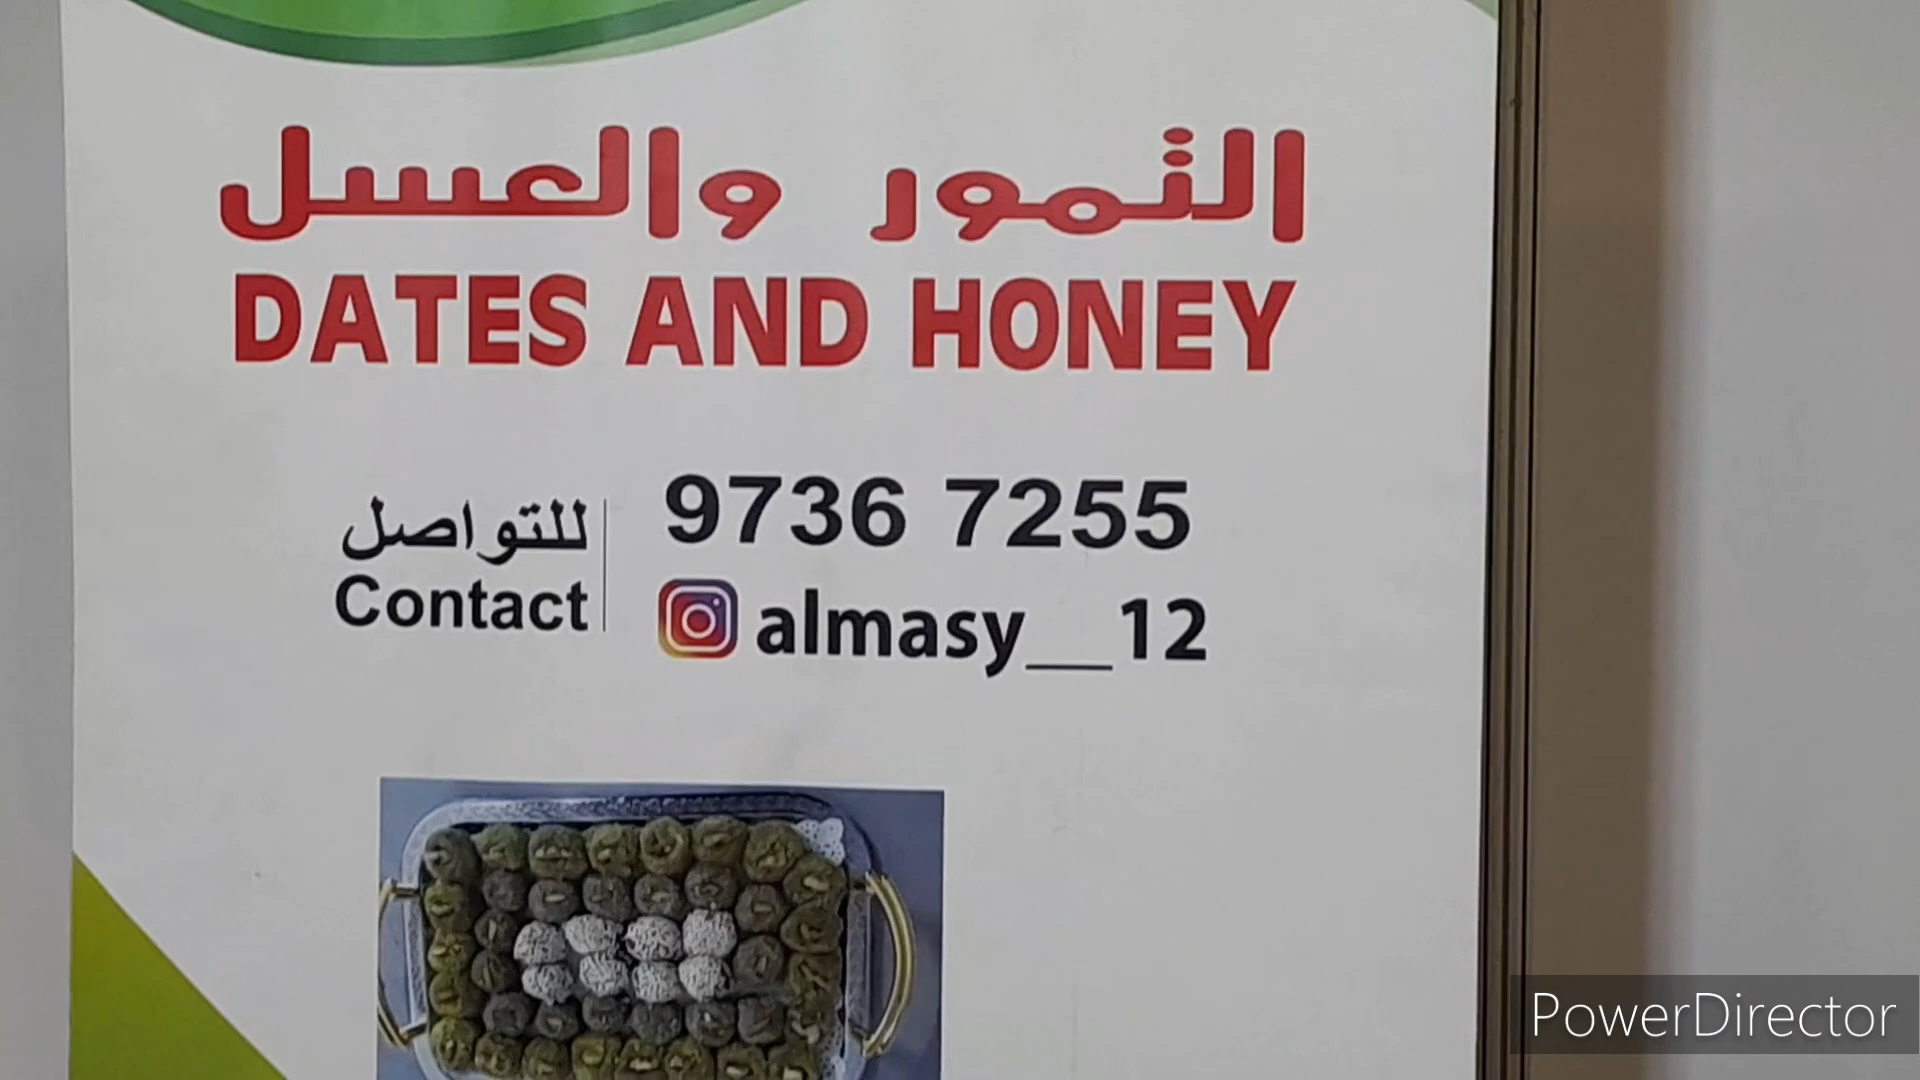 التمور والعسل
DATES AND HONEY
للتواصل
Contact
9736 7255
almasy__12
PowerDirector